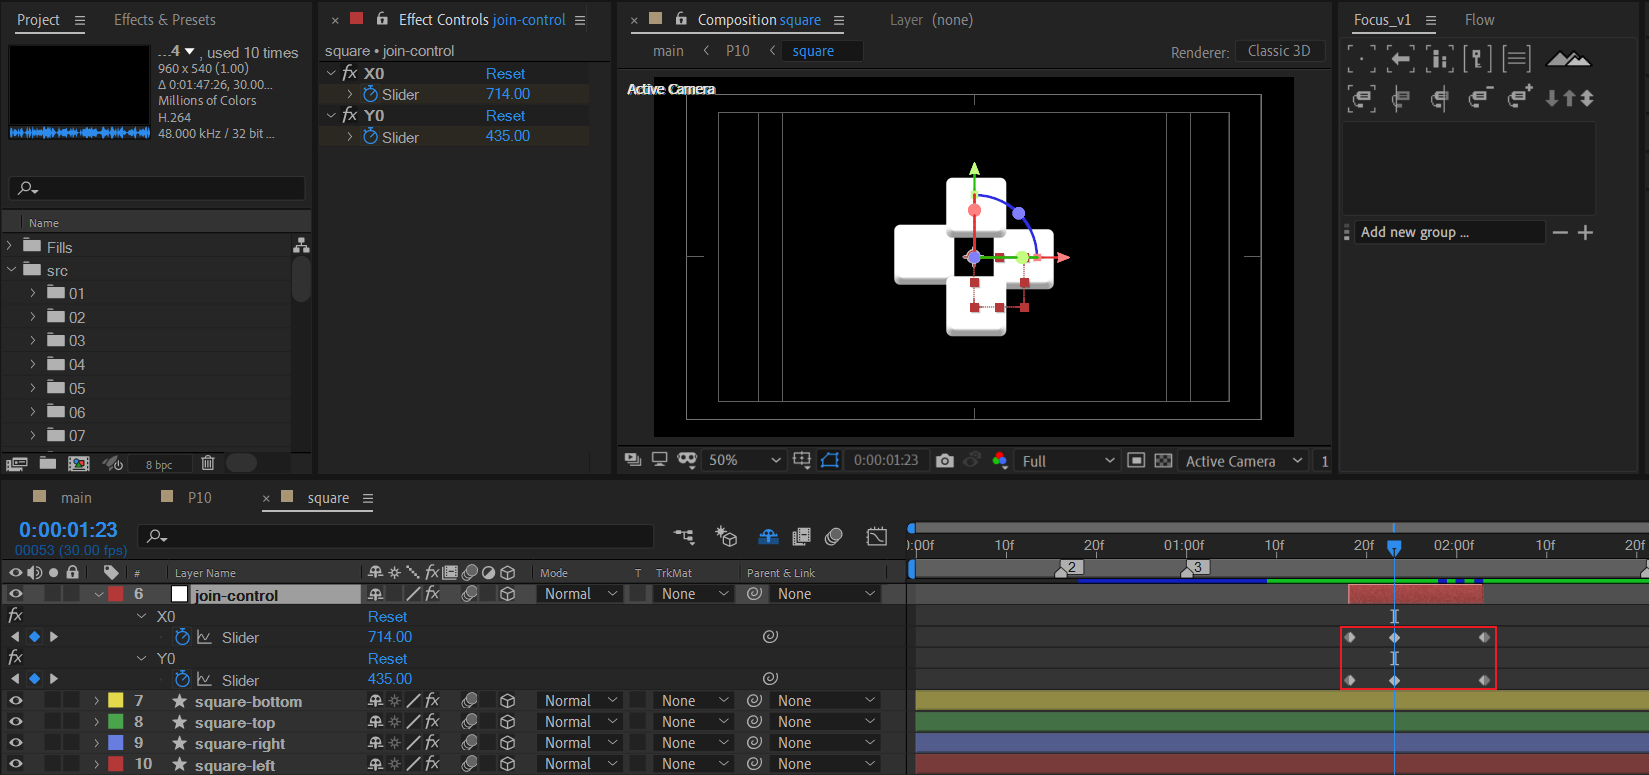 Project
Effects & Presets
...4 , used 10 times
960 x 540 (1.00)
Δ 0:01:47:26, 30.00...
Millions of Colors
H.264
48.000 kHz / 32 bit ...
Name
Fills
src
01
02
03
04
05
06
07
8 bpc
× Effect Controls join-control
square • join-control
fx X0 Reset
Slider 714.00
fx Y0 Reset
Slider 435.00
× Composition square
Layer (none)
main < P10 < square
Renderer: Classic 3D
Active Camera
50%
0:00:01:23
Full
Active Camera
1
Focus_v1
Flow
Add new group ...
main
P10
× square
0:00:01:23
00053 (30.00 fps)
):00f 10f 20f 01:00f 10f 20f 02:00f 10f 20f
2 3
# Layer Name fx Mode T TrkMat Parent & Link
6 join-control fx Normal None None
fx X0 Reset
Slider 714.00
fx Y0 Reset
Slider 435.00
7 square-bottom fx Normal None None
8 square-top fx Normal None None
9 square-right fx Normal None None
10 square-left fx Normal None None